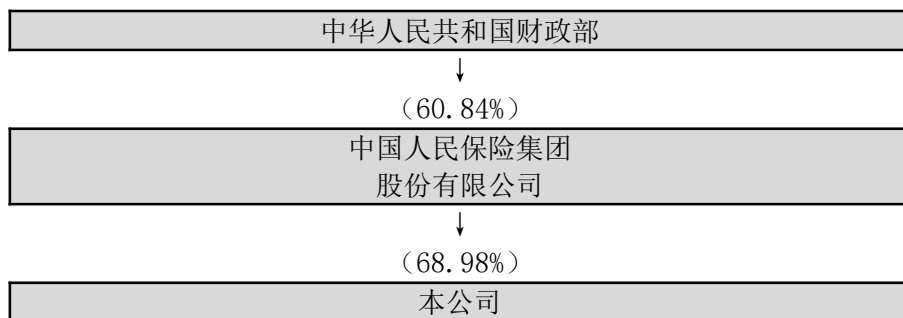 中华人民共和国财政部
↓
（60.84%）
中国人民保险集团
股份有限公司
↓
（68.98%）
本公司